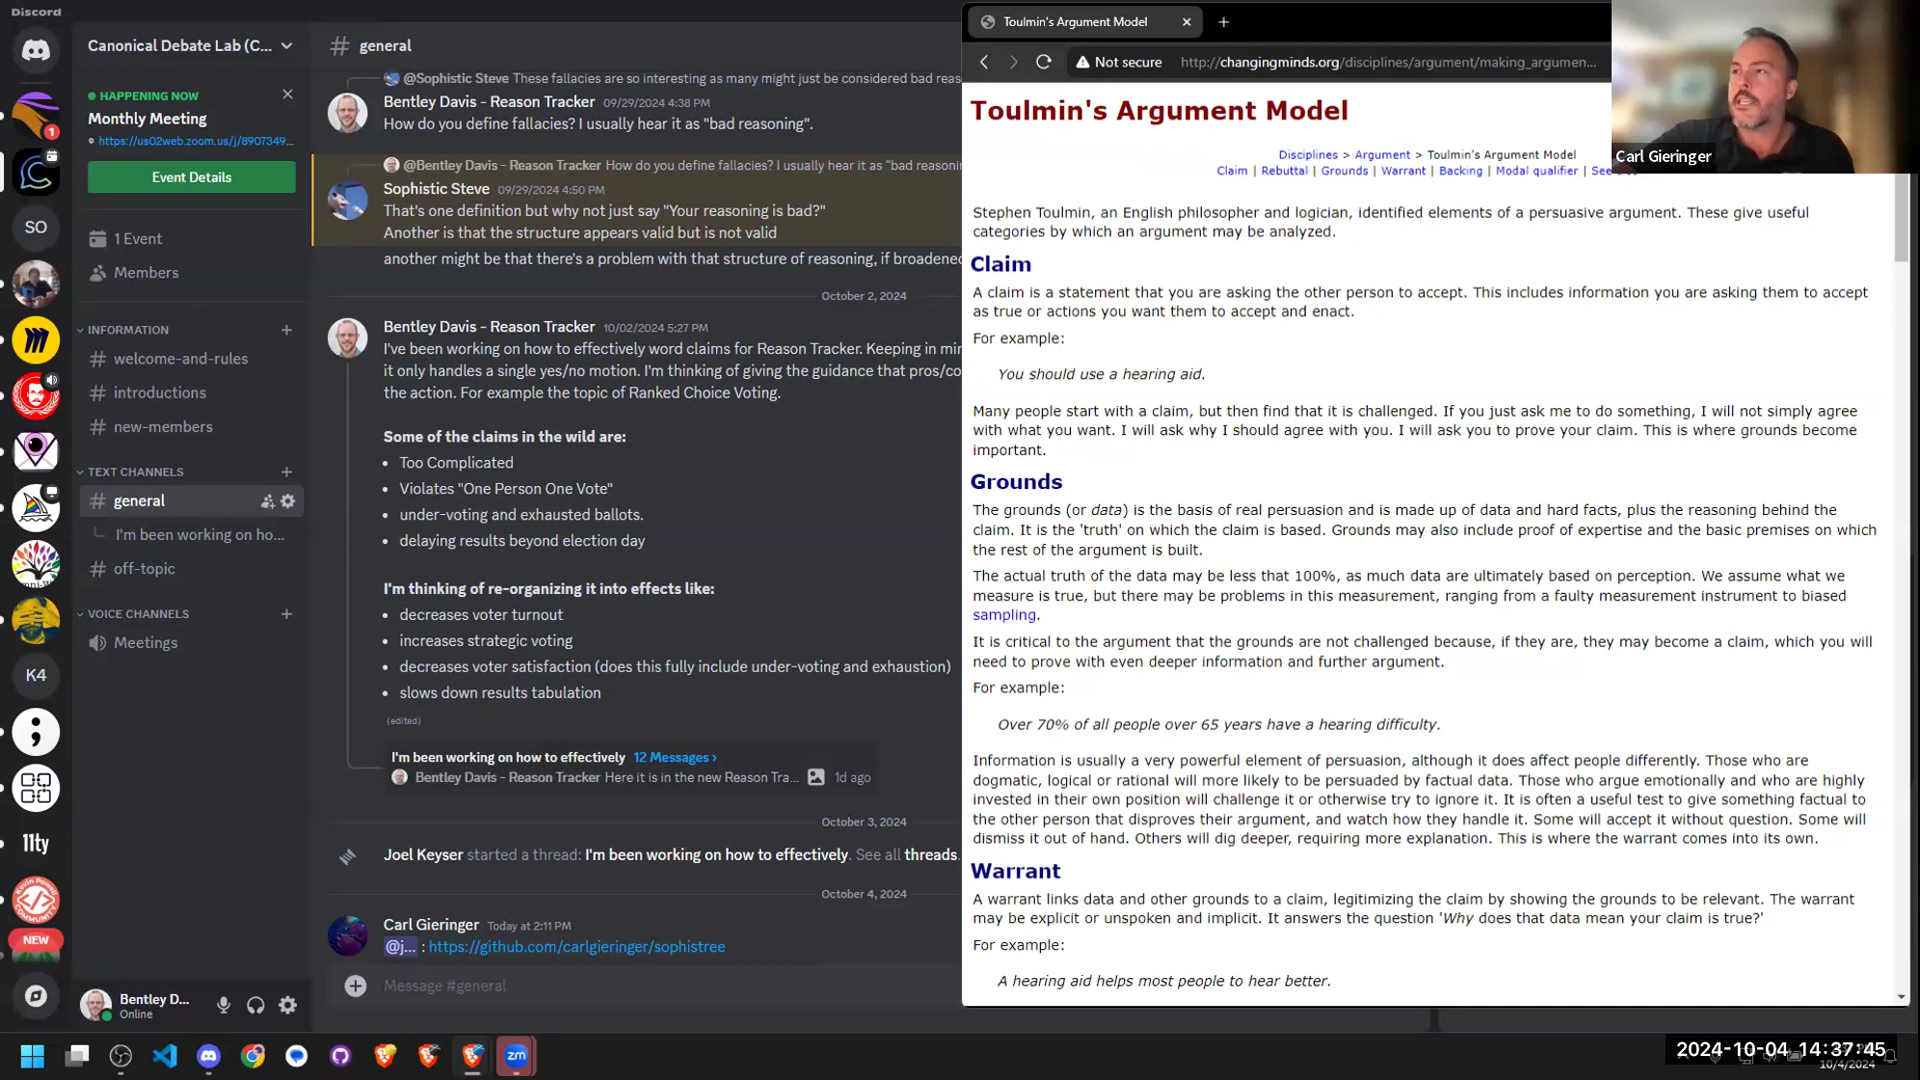 Discord
Canonical Debate Lab (C...
HAPPENING NOW
Monthly Meeting
https://us02web.zoom.us/j/8907349...
Event Details
1 Event
Members
INFORMATION
welcome-and-rules
introductions
new-members
TEXT CHANNELS
general
I'm been working on ho...
off-topic
VOICE CHANNELS
Meetings
1
SO
K4
11ty
NEW
Bentley D...
Online
# general
@Sophistic Steve These fallacies are so interesting as many might just be considered bad reas
Bentley Davis - Reason Tracker 09/29/2024 4:38 PM
How do you define fallacies? I usually hear it as "bad reasoning".
@Bentley Davis - Reason Tracker How do you define fallacies? I usually hear it as "bad reasoni
Sophistic Steve 09/29/2024 4:50 PM
That's one definition but why not just say "Your reasoning is bad?"
Another is that the structure appears valid but is not valid
another might be that there's a problem with that structure of reasoning, if broadened
October 2, 2024
Bentley Davis - Reason Tracker 10/02/2024 5:27 PM
I've been working on how to effectively word claims for Reason Tracker. Keeping in min
it only handles a single yes/no motion. I'm thinking of giving the guidance that pros/co
the action. For example the topic of Ranked Choice Voting.
Some of the claims in the wild are:
• Too Complicated
• Violates "One Person One Vote"
• under-voting and exhausted ballots.
• delaying results beyond election day
I'm thinking of re-organizing it into effects like:
• decreases voter turnout
• increases strategic voting
• decreases voter satisfaction (does this fully include under-voting and exhaustion)
• slows down results tabulation
(edited)
I'm been working on how to effectively 12 Messages ›
Bentley Davis - Reason Tracker Here it is in the new Reason Tra... 1d ago
October 3, 2024
Joel Keyser started a thread: I'm been working on how to effectively. See all threads.
October 4, 2024
Carl Gieringer Today at 2:11 PM
@j... : https://github.com/carlgieringer/sophistree
Message #general
Toulmin's Argument Model
Not secure http://changingminds.org/disciplines/argument/making_argumen...
Carl Gieringer
Toulmin's Argument Model
Disciplines > Argument > Toulmin's Argument Model
Claim | Rebuttal | Grounds | Warrant | Backing | Modal qualifier | See
Stephen Toulmin, an English philosopher and logician, identified elements of a persuasive argument. These give useful
categories by which an argument may be analyzed.
Claim
A claim is a statement that you are asking the other person to accept. This includes information you are asking them to accept
as true or actions you want them to accept and enact.
For example:
You should use a hearing aid.
Many people start with a claim, but then find that it is challenged. If you just ask me to do something, I will not simply agree
with what you want. I will ask why I should agree with you. I will ask you to prove your claim. This is where grounds become
important.
Grounds
The grounds (or data) is the basis of real persuasion and is made up of data and hard facts, plus the reasoning behind the
claim. It is the 'truth' on which the claim is based. Grounds may also include proof of expertise and the basic premises on which
the rest of the argument is built.
The actual truth of the data may be less that 100%, as much data are ultimately based on perception. We assume what we
measure is true, but there may be problems in this measurement, ranging from a faulty measurement instrument to biased
sampling.
It is critical to the argument that the grounds are not challenged because, if they are, they may become a claim, which you will
need to prove with even deeper information and further argument.
For example:
Over 70% of all people over 65 years have a hearing difficulty.
Information is usually a very powerful element of persuasion, although it does affect people differently. Those who are
dogmatic, logical or rational will more likely to be persuaded by factual data. Those who argue emotionally and who are highly
invested in their own position will challenge it or otherwise try to ignore it. It is often a useful test to give something factual to
the other person that disproves their argument, and watch how they handle it. Some will accept it without question. Some will
dismiss it out of hand. Others will dig deeper, requiring more explanation. This is where the warrant comes into its own.
Warrant
A warrant links data and other grounds to a claim, legitimizing the claim by showing the grounds to be relevant. The warrant
may be explicit or unspoken and implicit. It answers the question 'Why does that data mean your claim is true?'
For example:
A hearing aid helps most people to hear better.
zm
2024-10-04 14:37:45
10/4/2024